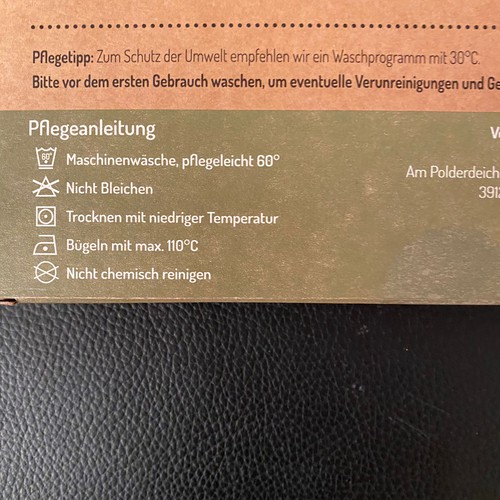 Pflegetipp: Zum Schutz der Umwelt empfehlen wir ein Waschprogramm mit 30°C.
Bitte vor dem ersten Gebrauch waschen, um eventuelle Verunreinigungen und
Pflegeanleitung
60° Maschinenwäsche, pflegeleicht 60°
Nicht Bleichen
Trocknen mit niedriger Temperatur
Bügeln mit max. 110°C
Nicht chemisch reinigen
Am Polderdeich